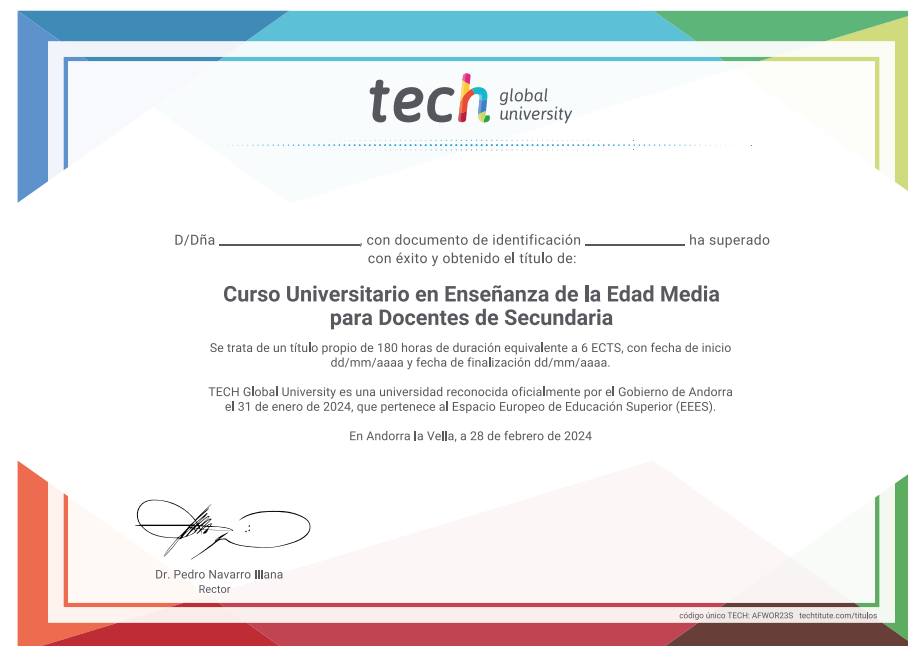 tech global
university
D/Dña ____________________, con documento de identificación ______________ ha superado
con éxito y obtenido el título de:
Curso Universitario en Enseñanza de la Edad Media
para Docentes de Secundaria
Se trata de un título propio de 180 horas de duración equivalente a 6 ECTS, con fecha de inicio
dd/mm/aaaa y fecha de finalización dd/mm/aaaa.
TECH Global University es una universidad reconocida oficialmente por el Gobierno de Andorra
el 31 de enero de 2024, que pertenece al Espacio Europeo de Educación Superior (EEES).
En Andorra la Vella, a 28 de febrero de 2024
Dr. Pedro Navarro Illana
Rector
código único TECH: AFWOR23S techtitute.com/titulos